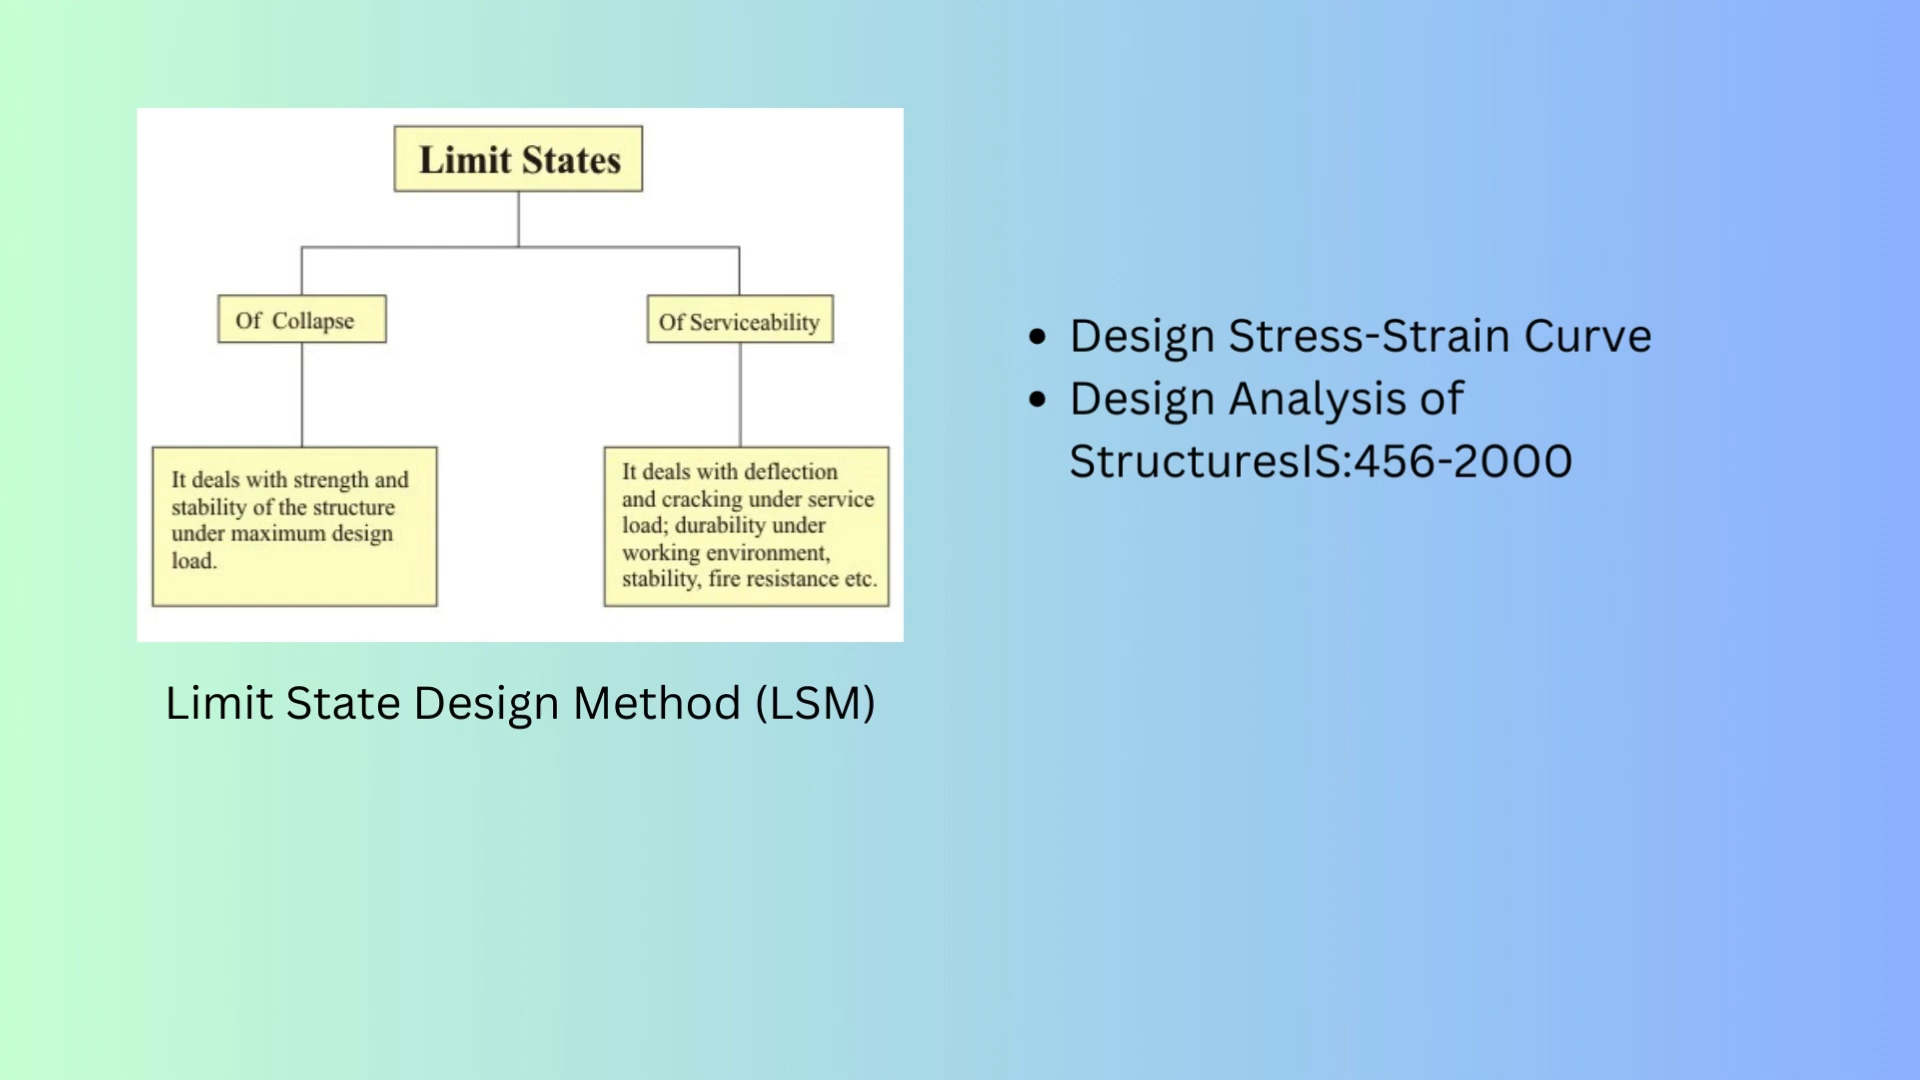 Limit States
Of Collapse
Of Serviceability
It deals with strength and
stability of the structure
under maximum design
load.
It deals with deflection
and cracking under service
load; durability under
working environment,
stability, fire resistance etc.
Limit State Design Method (LSM)
• Design Stress-Strain Curve
• Design Analysis of
StructuresIS:456-2000